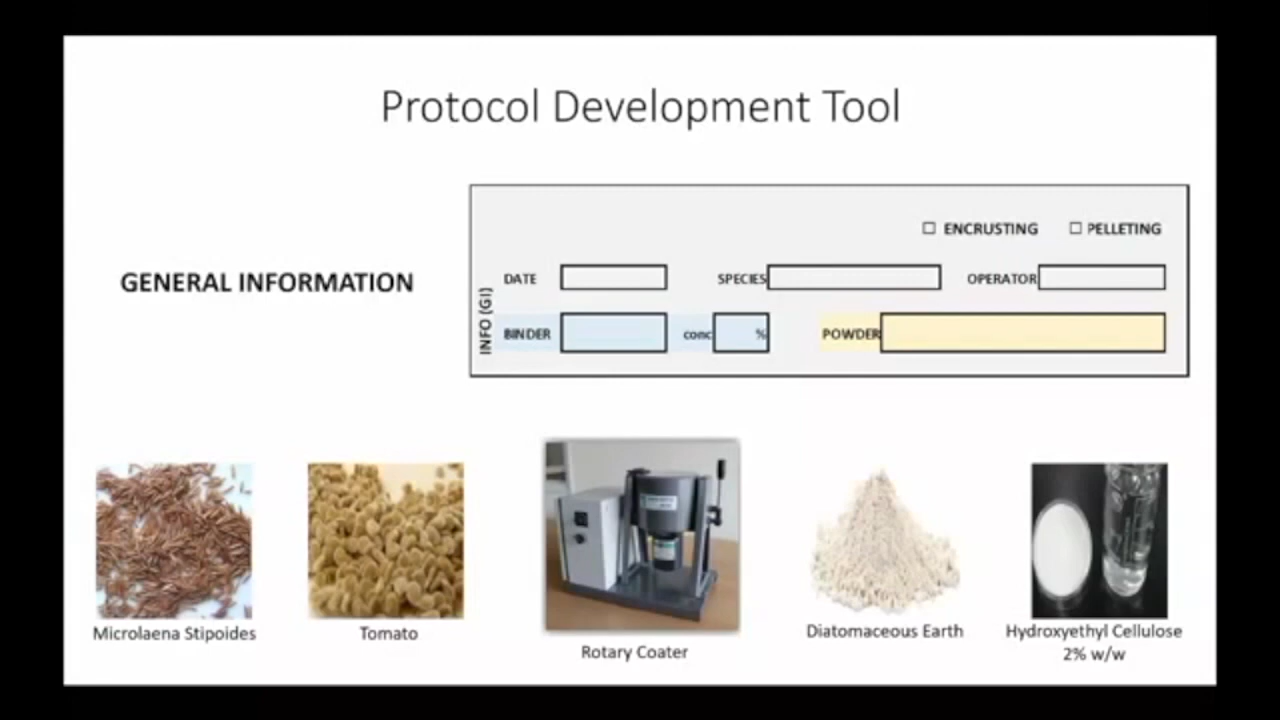 Protocol Development Tool
GENERAL INFORMATION
INFO (GI)
☐ ENCRUSTING ☐ PELLETING
DATE SPECIES OPERATOR
BINDER conc % POWDER
Microlaena Stipoides
Tomato
Rotary Coater
Diatomaceous Earth
Hydroxyethyl Cellulose
2% w/w